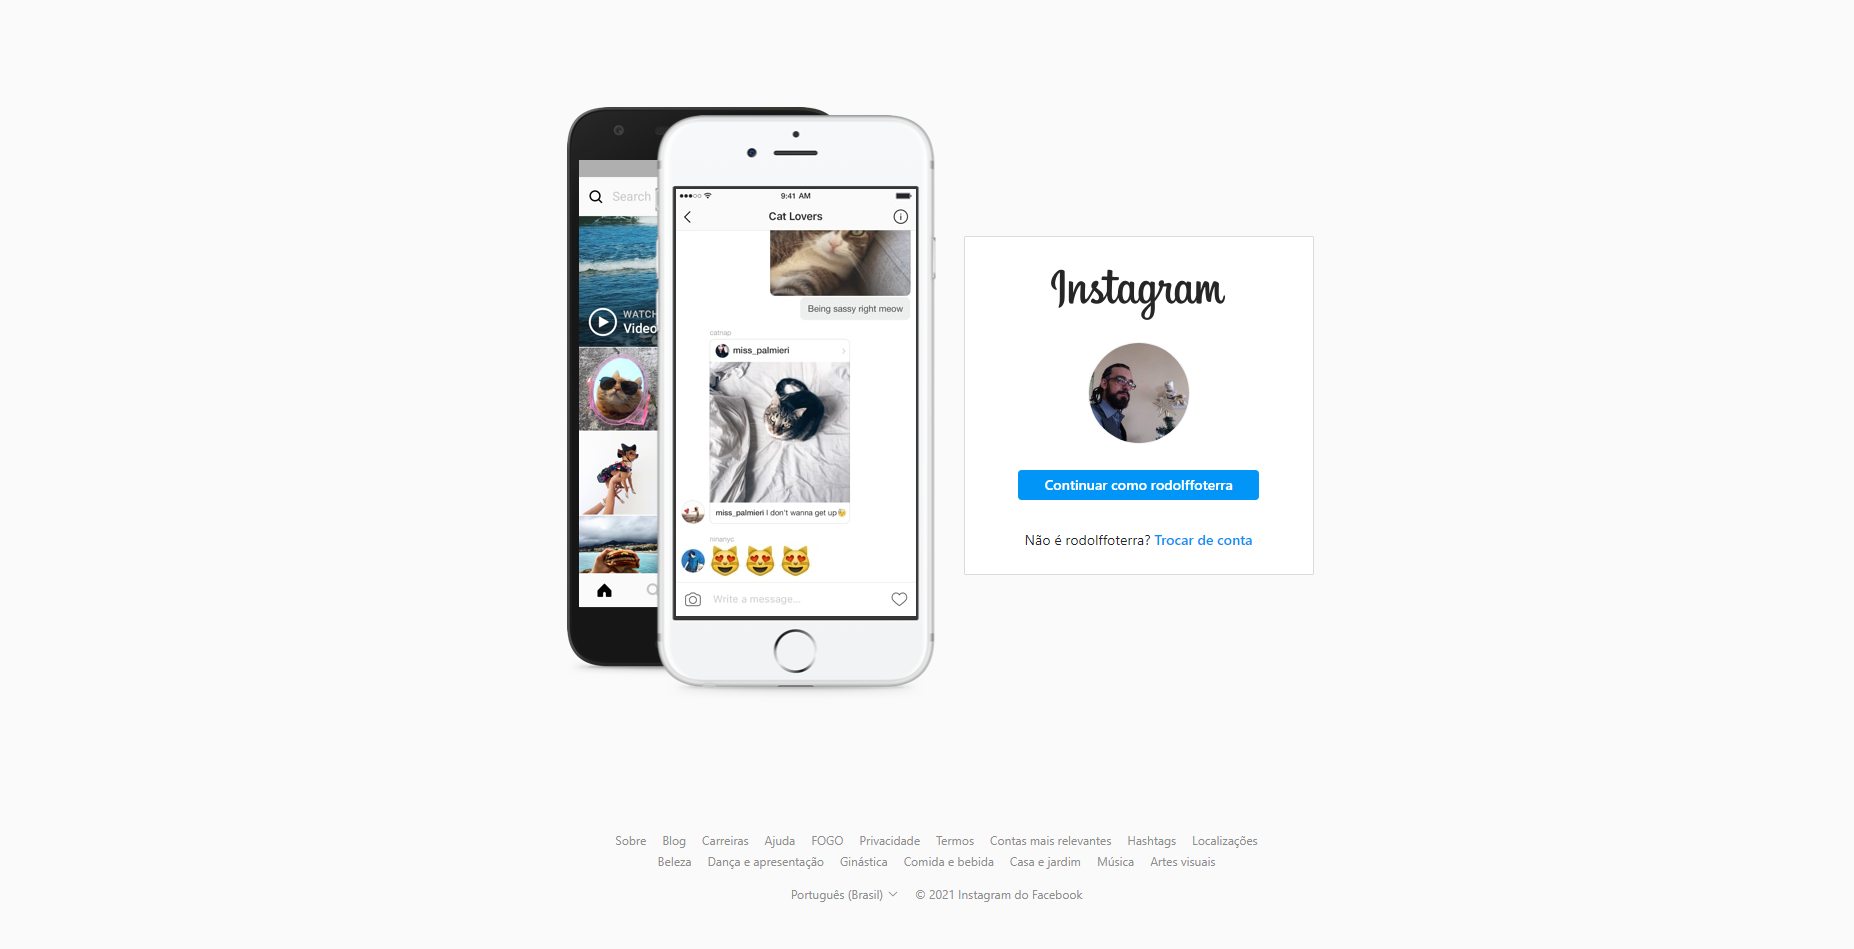 Search
WATCH
Video
9:41 AM
Cat Lovers
Being sassy right meow
catnap
miss_palmieri
miss_palmieri I don't wanna get up
ninanyc
Write a message...
Instagram
Continuar como rodolffoterra
Não é rodolffoterra? Trocar de conta
Sobre Blog Carreiras Ajuda FOGO Privacidade Termos Contas mais relevantes Hashtags Localizações
Beleza Dança e apresentação Ginástica Comida e bebida Casa e jardim Música Artes visuais
Português (Brasil) © 2021 Instagram do Facebook